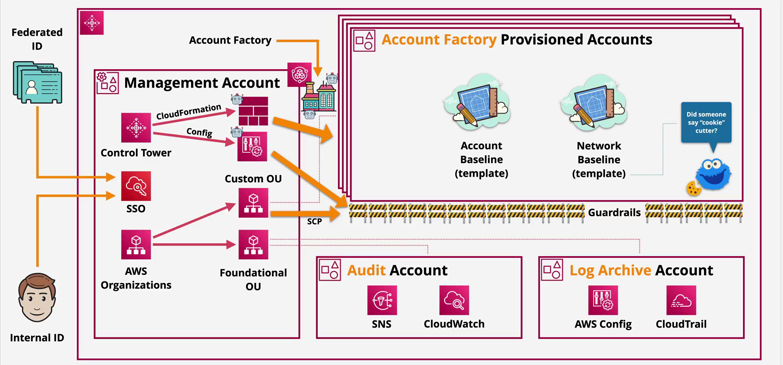 Federated
ID
Account Factory
Account Factory Provisioned Accounts
Management Account
CloudFormation
Config
Control Tower
Custom OU
SSO
SCP
AWS
Organizations
Foundational
OU
Internal ID
Account
Baseline
(template)
Network
Baseline
(template)
Did someone
say "cookie"
cutter?
Guardrails
Audit Account
SNS
CloudWatch
Log Archive Account
AWS Config
CloudTrail